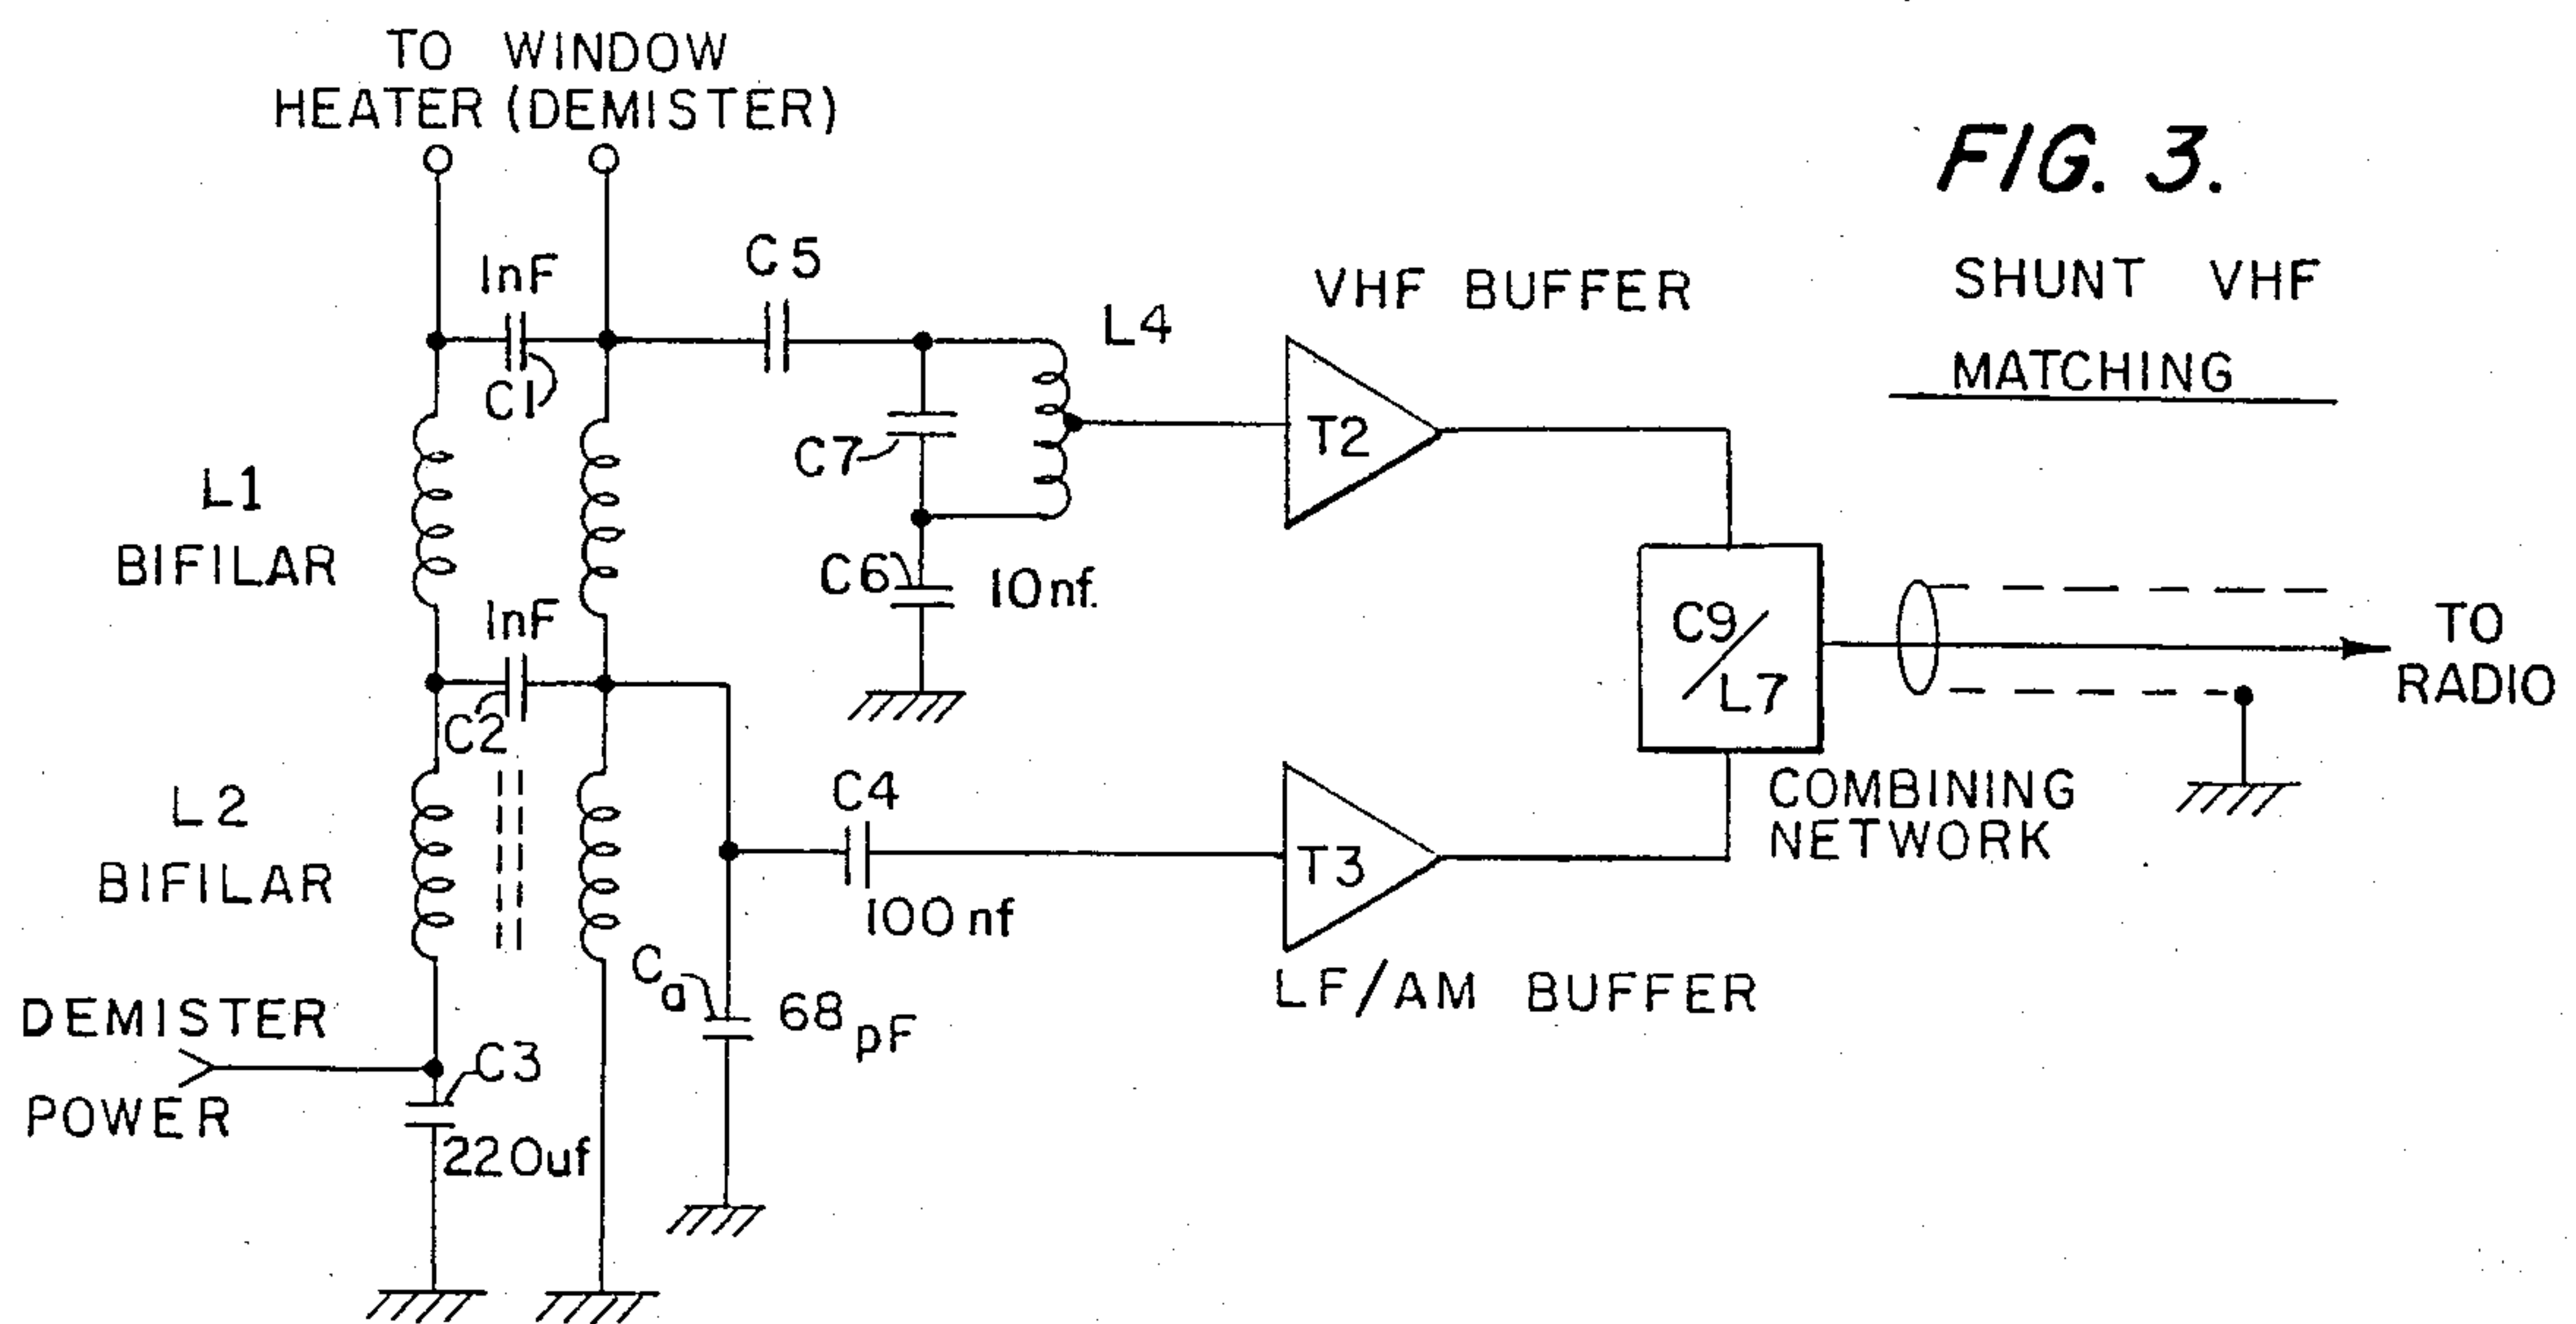 TO WINDOW
HEATER (DEMISTER)
FIG. 3.
SHUNT VHF
MATCHING
1nF
C1
C5
L4
VHF BUFFER
C7
T2
L1
BIFILAR
C6
10nf.
1nF
C2
C9/L7
TO
RADIO
COMBINING
NETWORK
L2
BIFILAR
C4
100nf
T3
LF/AM BUFFER
Ca
68pF
DEMISTER
POWER
C3
220uf